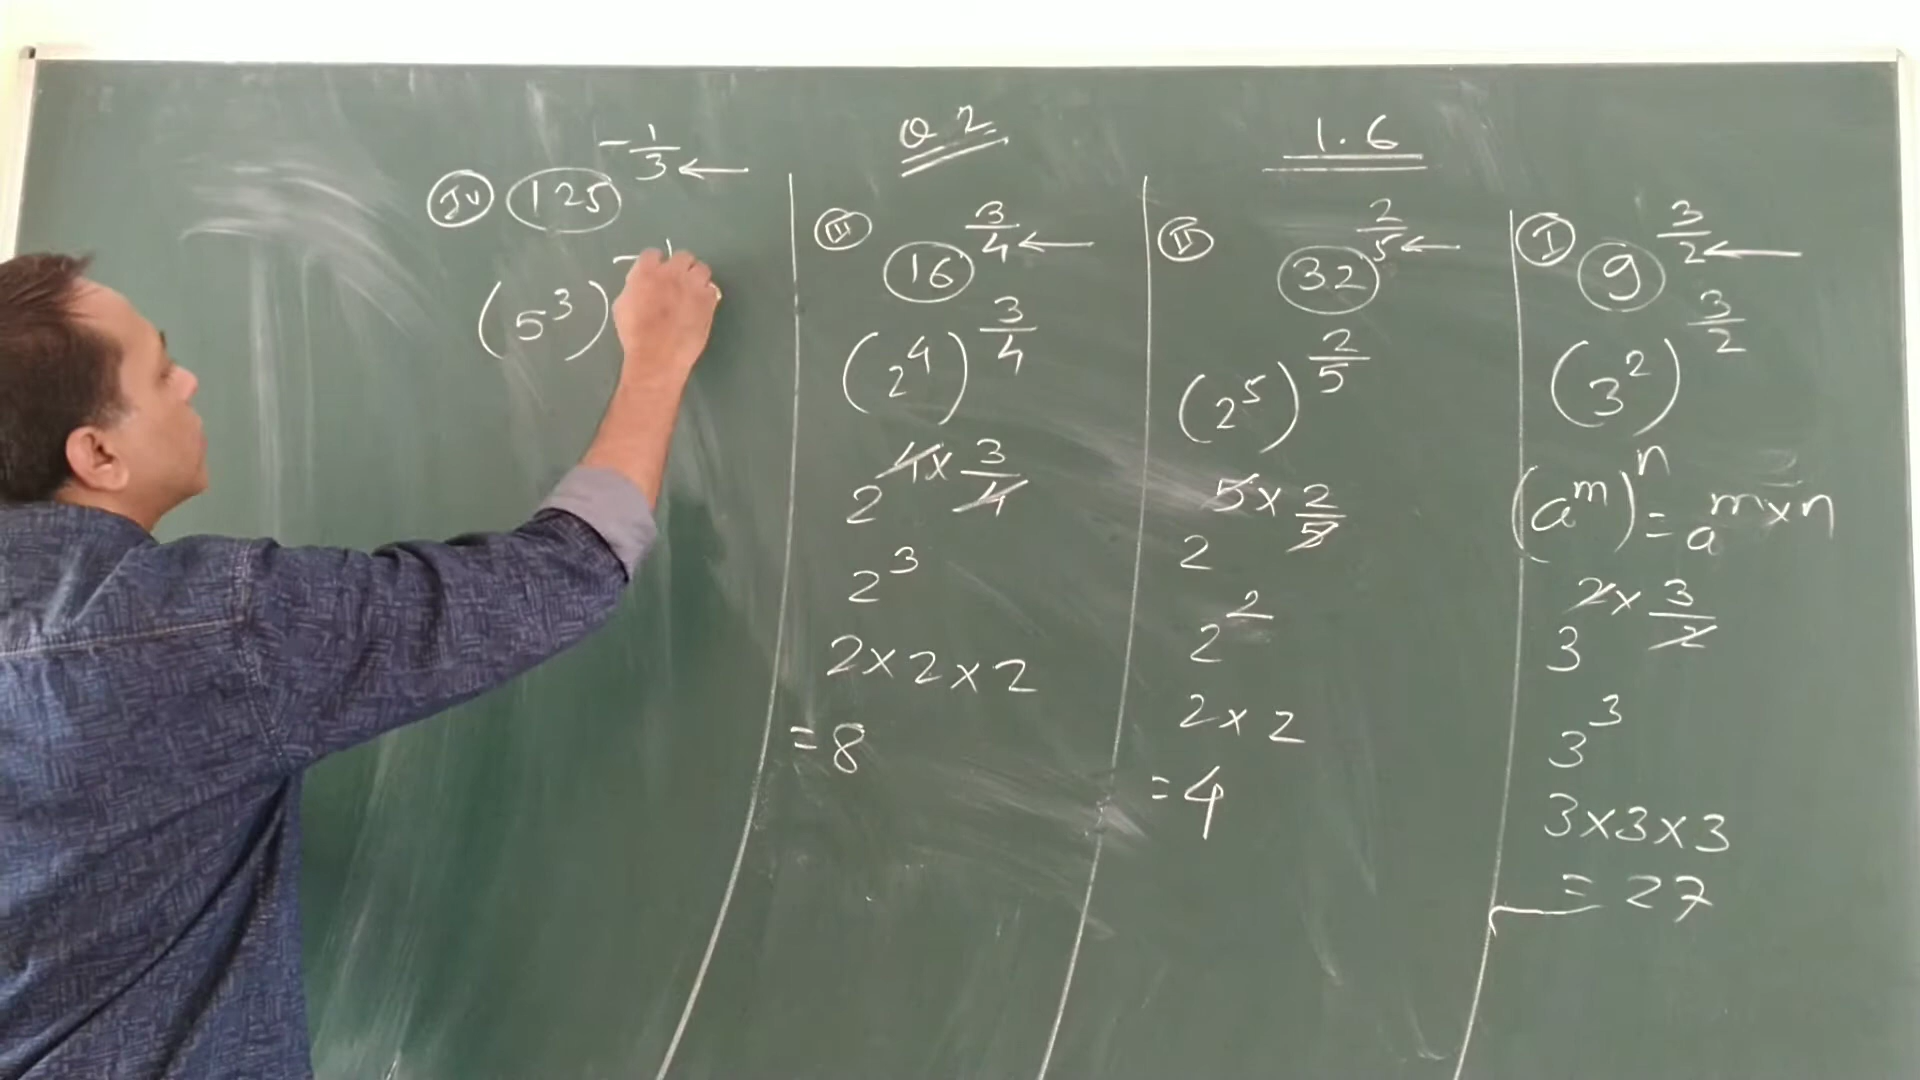 1.6
Q 2
I 9^(3/2) ←
(3^2)^(3/2)
(a^m)^n = a^(m×n)
3^(2×3/2)
3^3
3×3×3
= 27
II 32^(2/5) ←
(2^5)^(2/5)
2^(5×2/5)
2^2
2×2
= 4
III 16^(3/4) ←
(2^4)^(3/4)
2^(4×3/4)
2^3
2×2×2
= 8
IV 125^(-1/3) ←
(5^3)^(-1